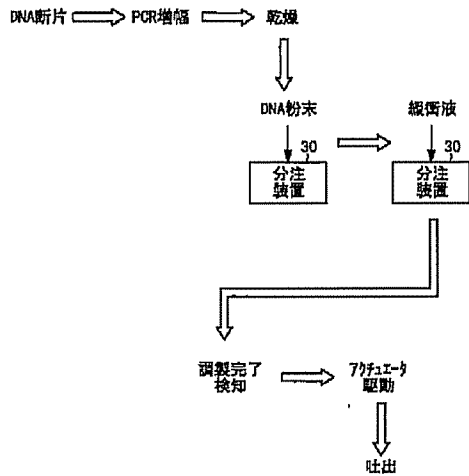 DNA断片
PCR増幅
乾燥
DNA粉末
緩衝液
30
30
分注
装置
分注
装置
調製完了
検知
アクチュエータ
駆動
吐出